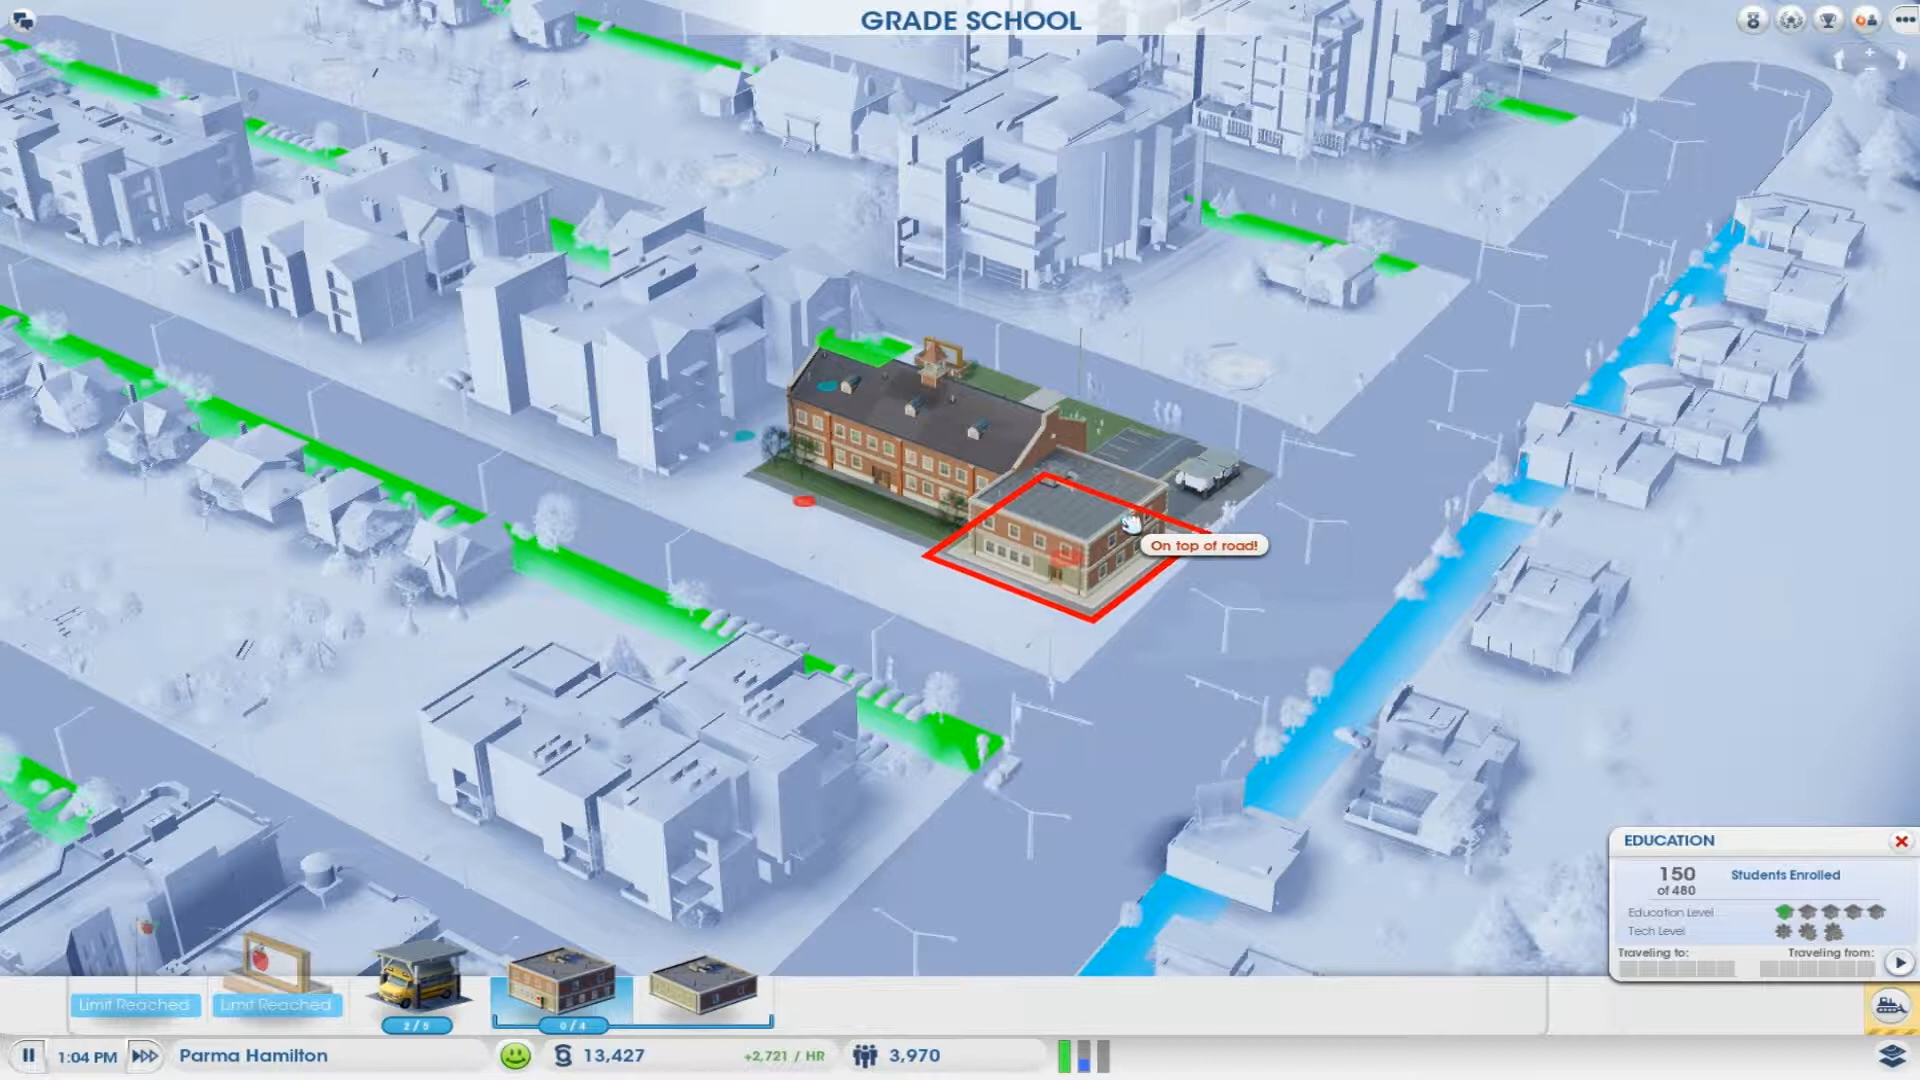 GRADE SCHOOL
On top of road!
EDUCATION
150
of 480
Students Enrolled
Education Level
Tech Level
Traveling to:
Traveling from:
Limit Reached
Limit Reached
2/5
0/4
1:04 PM
Parma Hamilton
13,427
+2,721 / HR
3,970